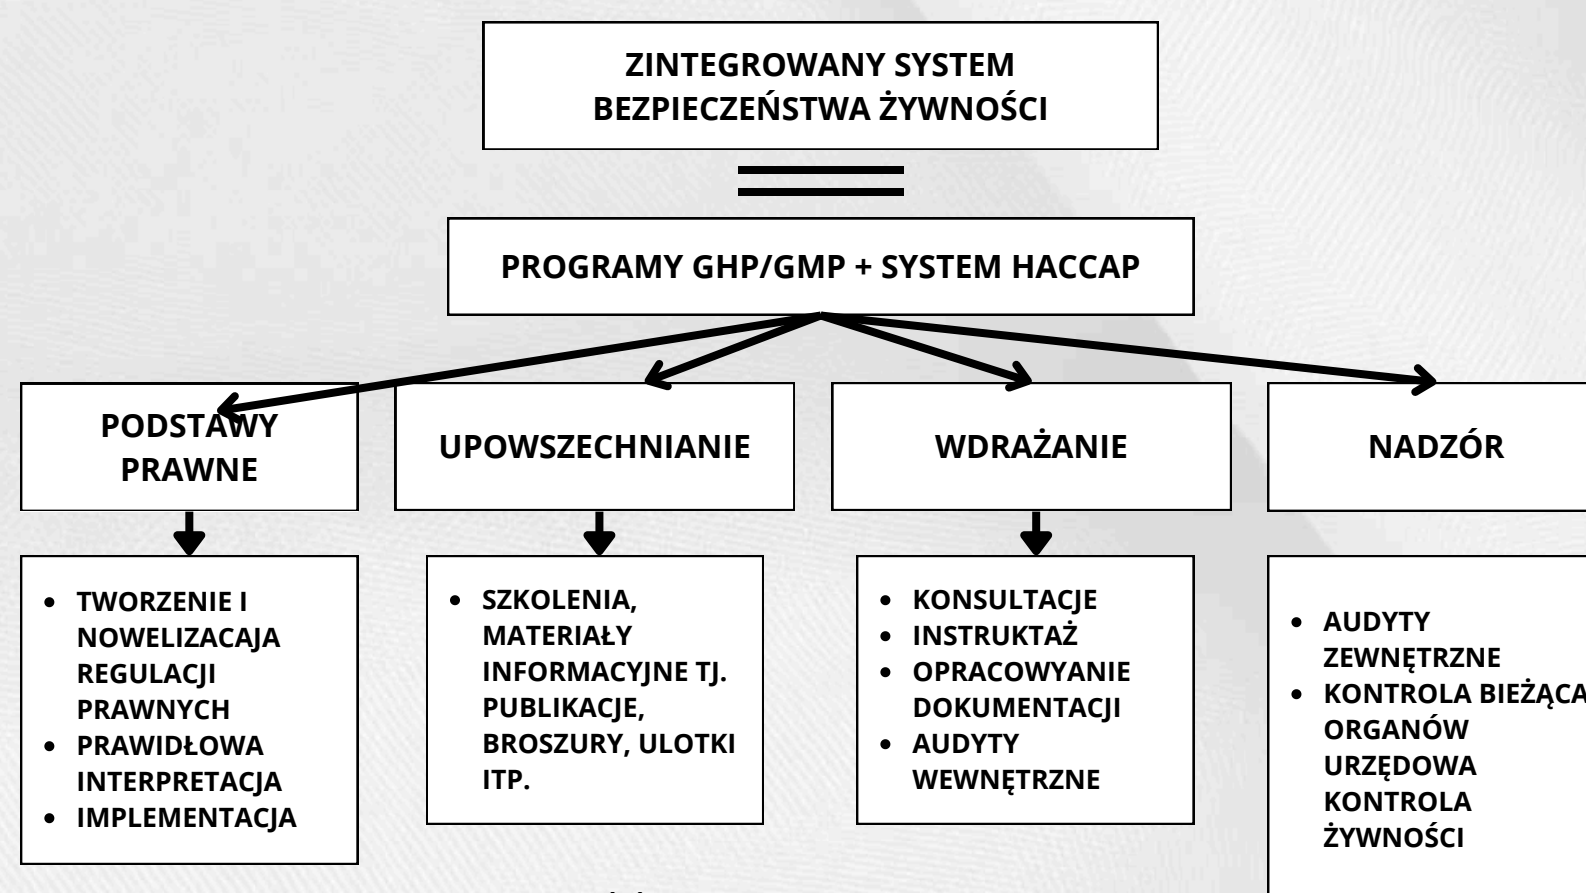 ZINTEGROWANY SYSTEM
BEZPIECZEŃSTWA ŻYWNOŚCI
PROGRAMY GHP/GMP + SYSTEM HACCAP
PODSTAWY
PRAWNE
UPOWSZECHNIANIE
WDRAŻANIE
NADZÓR
TWORZENIE I
NOWELIZACAJA
REGULACJI
PRAWNYCH
PRAWIDŁOWA
INTERPRETACJA
IMPLEMENTACJA
SZKOLENIA,
MATERIAŁY
INFORMACYJNE TJ.
PUBLIKACJE,
BROSZURY, ULOTKI
ITP.
KONSULTACJE
INSTRUKTAŻ
OPRACOWYANIE
DOKUMENTACJI
AUDYTY
WEWNĘTRZNE
AUDYTY
ZEWNĘTRZNE
KONTROLA BIEŻĄCA
ORGANÓW
URZĘDOWA
KONTROLA
ŻYWNOŚCI